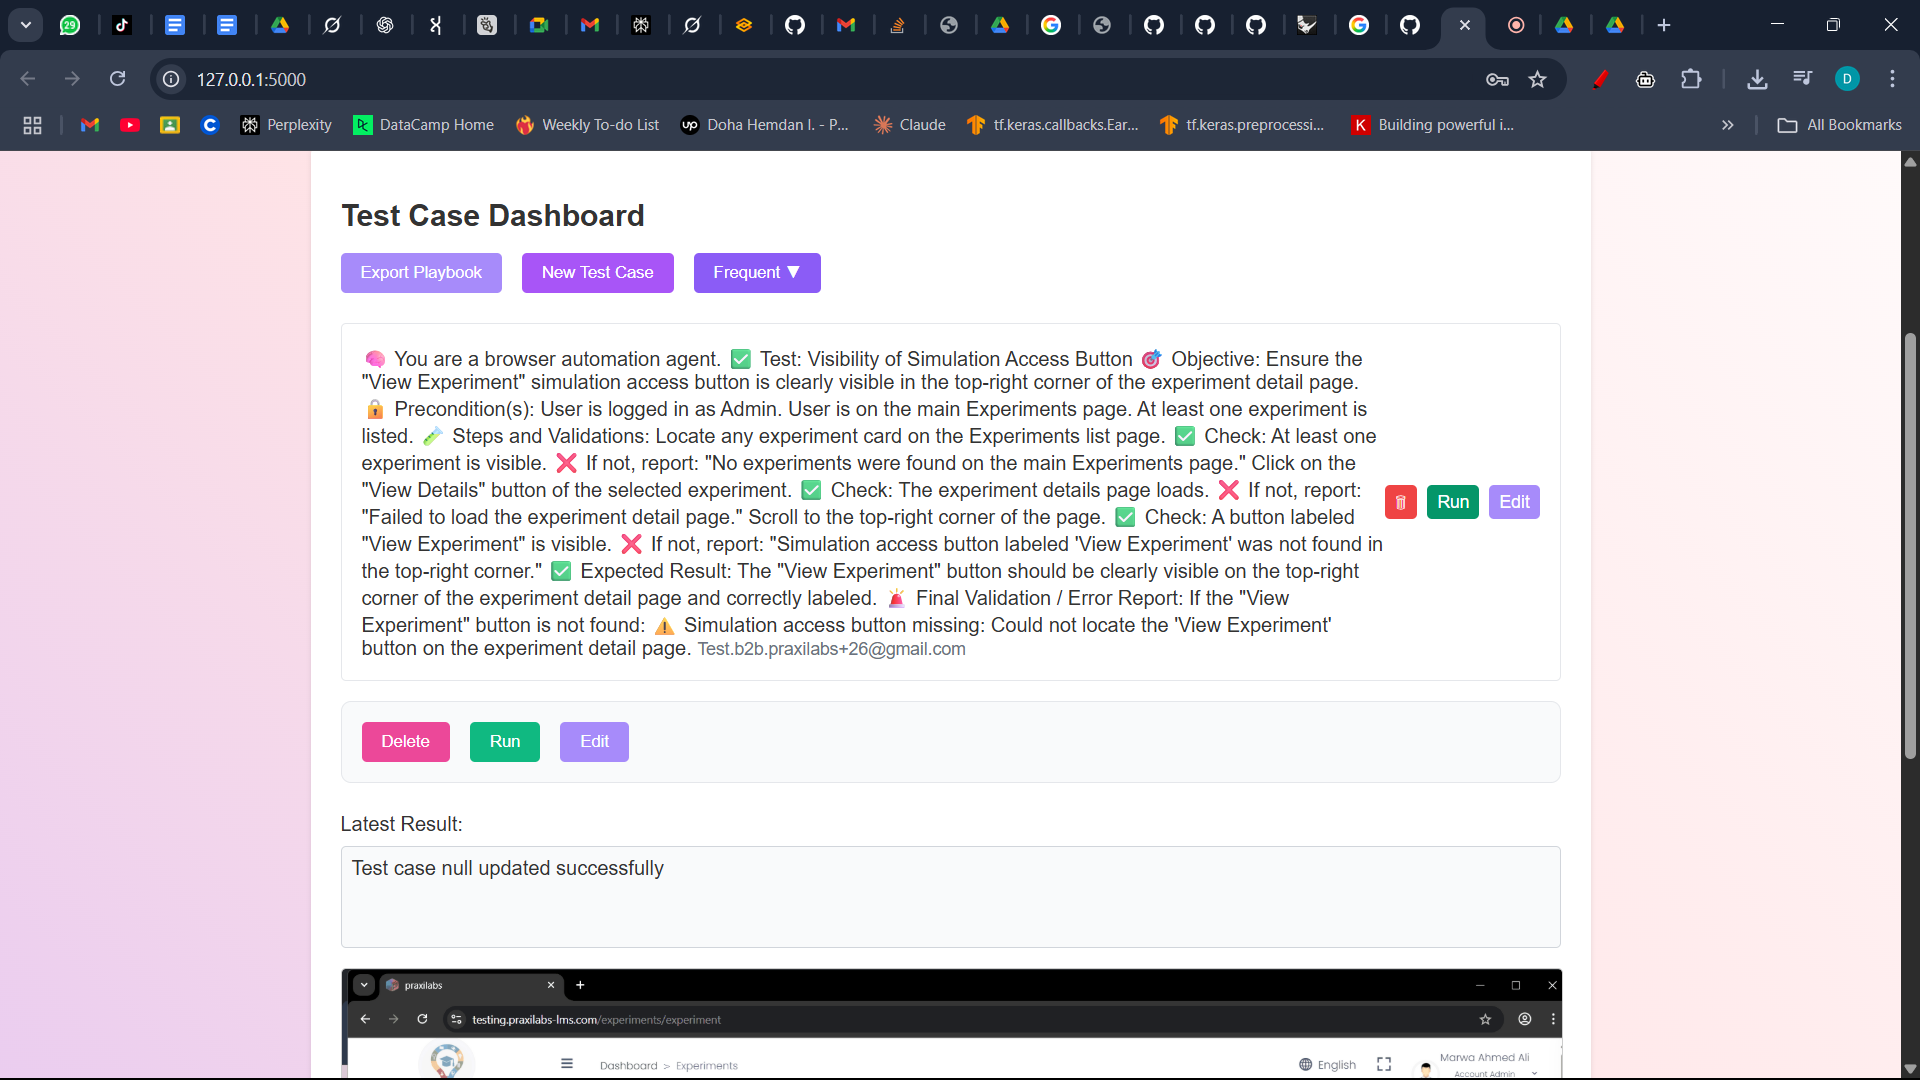 29
127.0.0.1:5000
D
Perplexity
DataCamp Home
Weekly To-do List
up Doha Hemdan I. - P...
Claude
tf.keras.callbacks.Ear...
tf.keras.preprocessi...
K Building powerful i...
All Bookmarks
Test Case Dashboard
Export Playbook
New Test Case
Frequent ▼
🧠 You are a browser automation agent. ✅ Test: Visibility of Simulation Access Button 🎯 Objective: Ensure the
"View Experiment" simulation access button is clearly visible in the top-right corner of the experiment detail page.
🔒 Precondition(s): User is logged in as Admin. User is on the main Experiments page. At least one experiment is
listed. 🧪 Steps and Validations: Locate any experiment card on the Experiments list page. ✅ Check: At least one
experiment is visible. ❌ If not, report: "No experiments were found on the main Experiments page." Click on the
"View Details" button of the selected experiment. ✅ Check: The experiment details page loads. ❌ If not, report:
"Failed to load the experiment detail page." Scroll to the top-right corner of the page. ✅ Check: A button labeled
"View Experiment" is visible. ❌ If not, report: "Simulation access button labeled 'View Experiment' was not found in
the top-right corner." ✅ Expected Result: The "View Experiment" button should be clearly visible on the top-right
corner of the experiment detail page and correctly labeled. 🚨 Final Validation / Error Report: If the "View
Experiment" button is not found: ⚠️ Simulation access button missing: Could not locate the 'View Experiment'
button on the experiment detail page. Test.b2b.praxilabs+26@gmail.com
Run
Edit
Delete
Run
Edit
Latest Result:
Test case null updated successfully
praxilabs
testing.praxilabs-lms.com/experiments/experiment
Dashboard > Experiments
English
Marwa Ahmed Ali
Account Admin